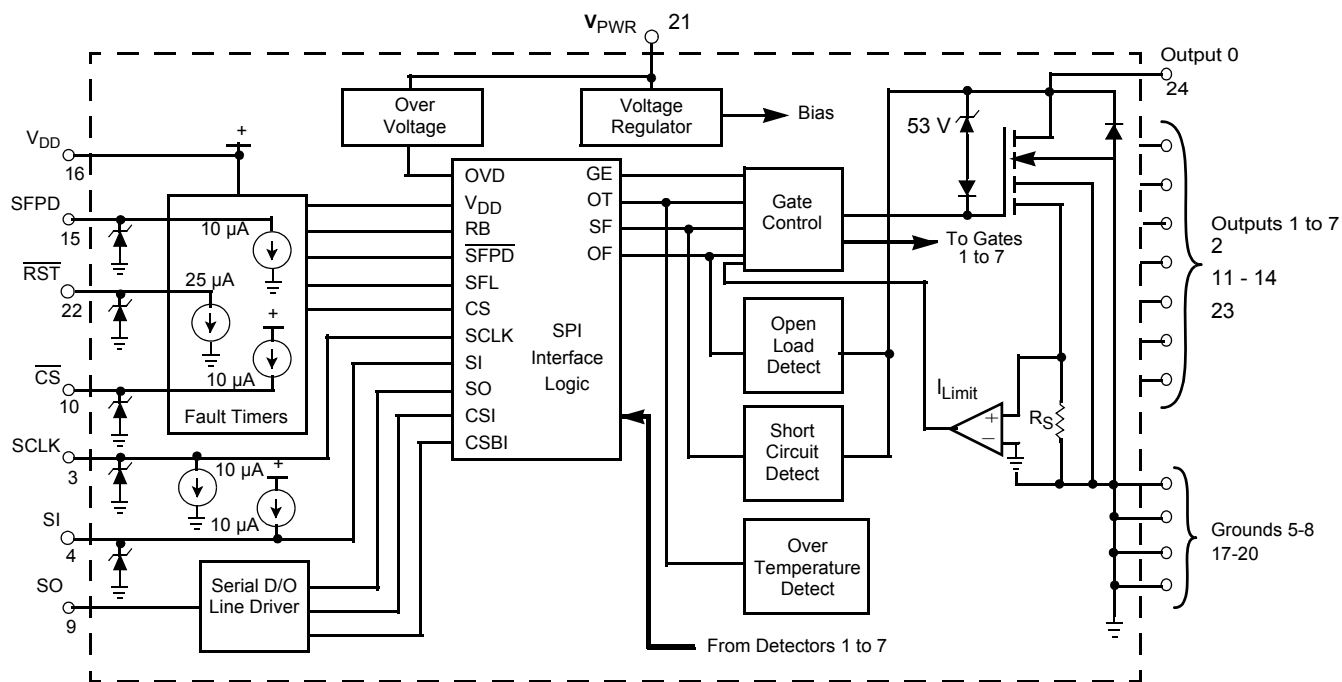 VPWR 21
Output 0
24
Over
Voltage
Voltage
Regulator
Bias
53 V
VDD
16
+
SFPD
15
10 µA
RST
22
25 µA
+
10 µA
CS
10
Fault Timers
SCLK
3
10 µA
+
10 µA
SI
4
SO
9
Serial D/O
Line Driver
OVD
VDD
RB
SFPD
SFL
CS
SCLK
SI
SO
CSI
CSBI
GE
OT
SF
OF
SPI
Interface
Logic
Gate
Control
To Gates
1 to 7
Open
Load
Detect
Short
Circuit
Detect
Over
Temperature
Detect
From Detectors 1 to 7
ILimit
+
−
RS
Outputs 1 to 7
2
11 - 14
23
Grounds 5-8
17-20